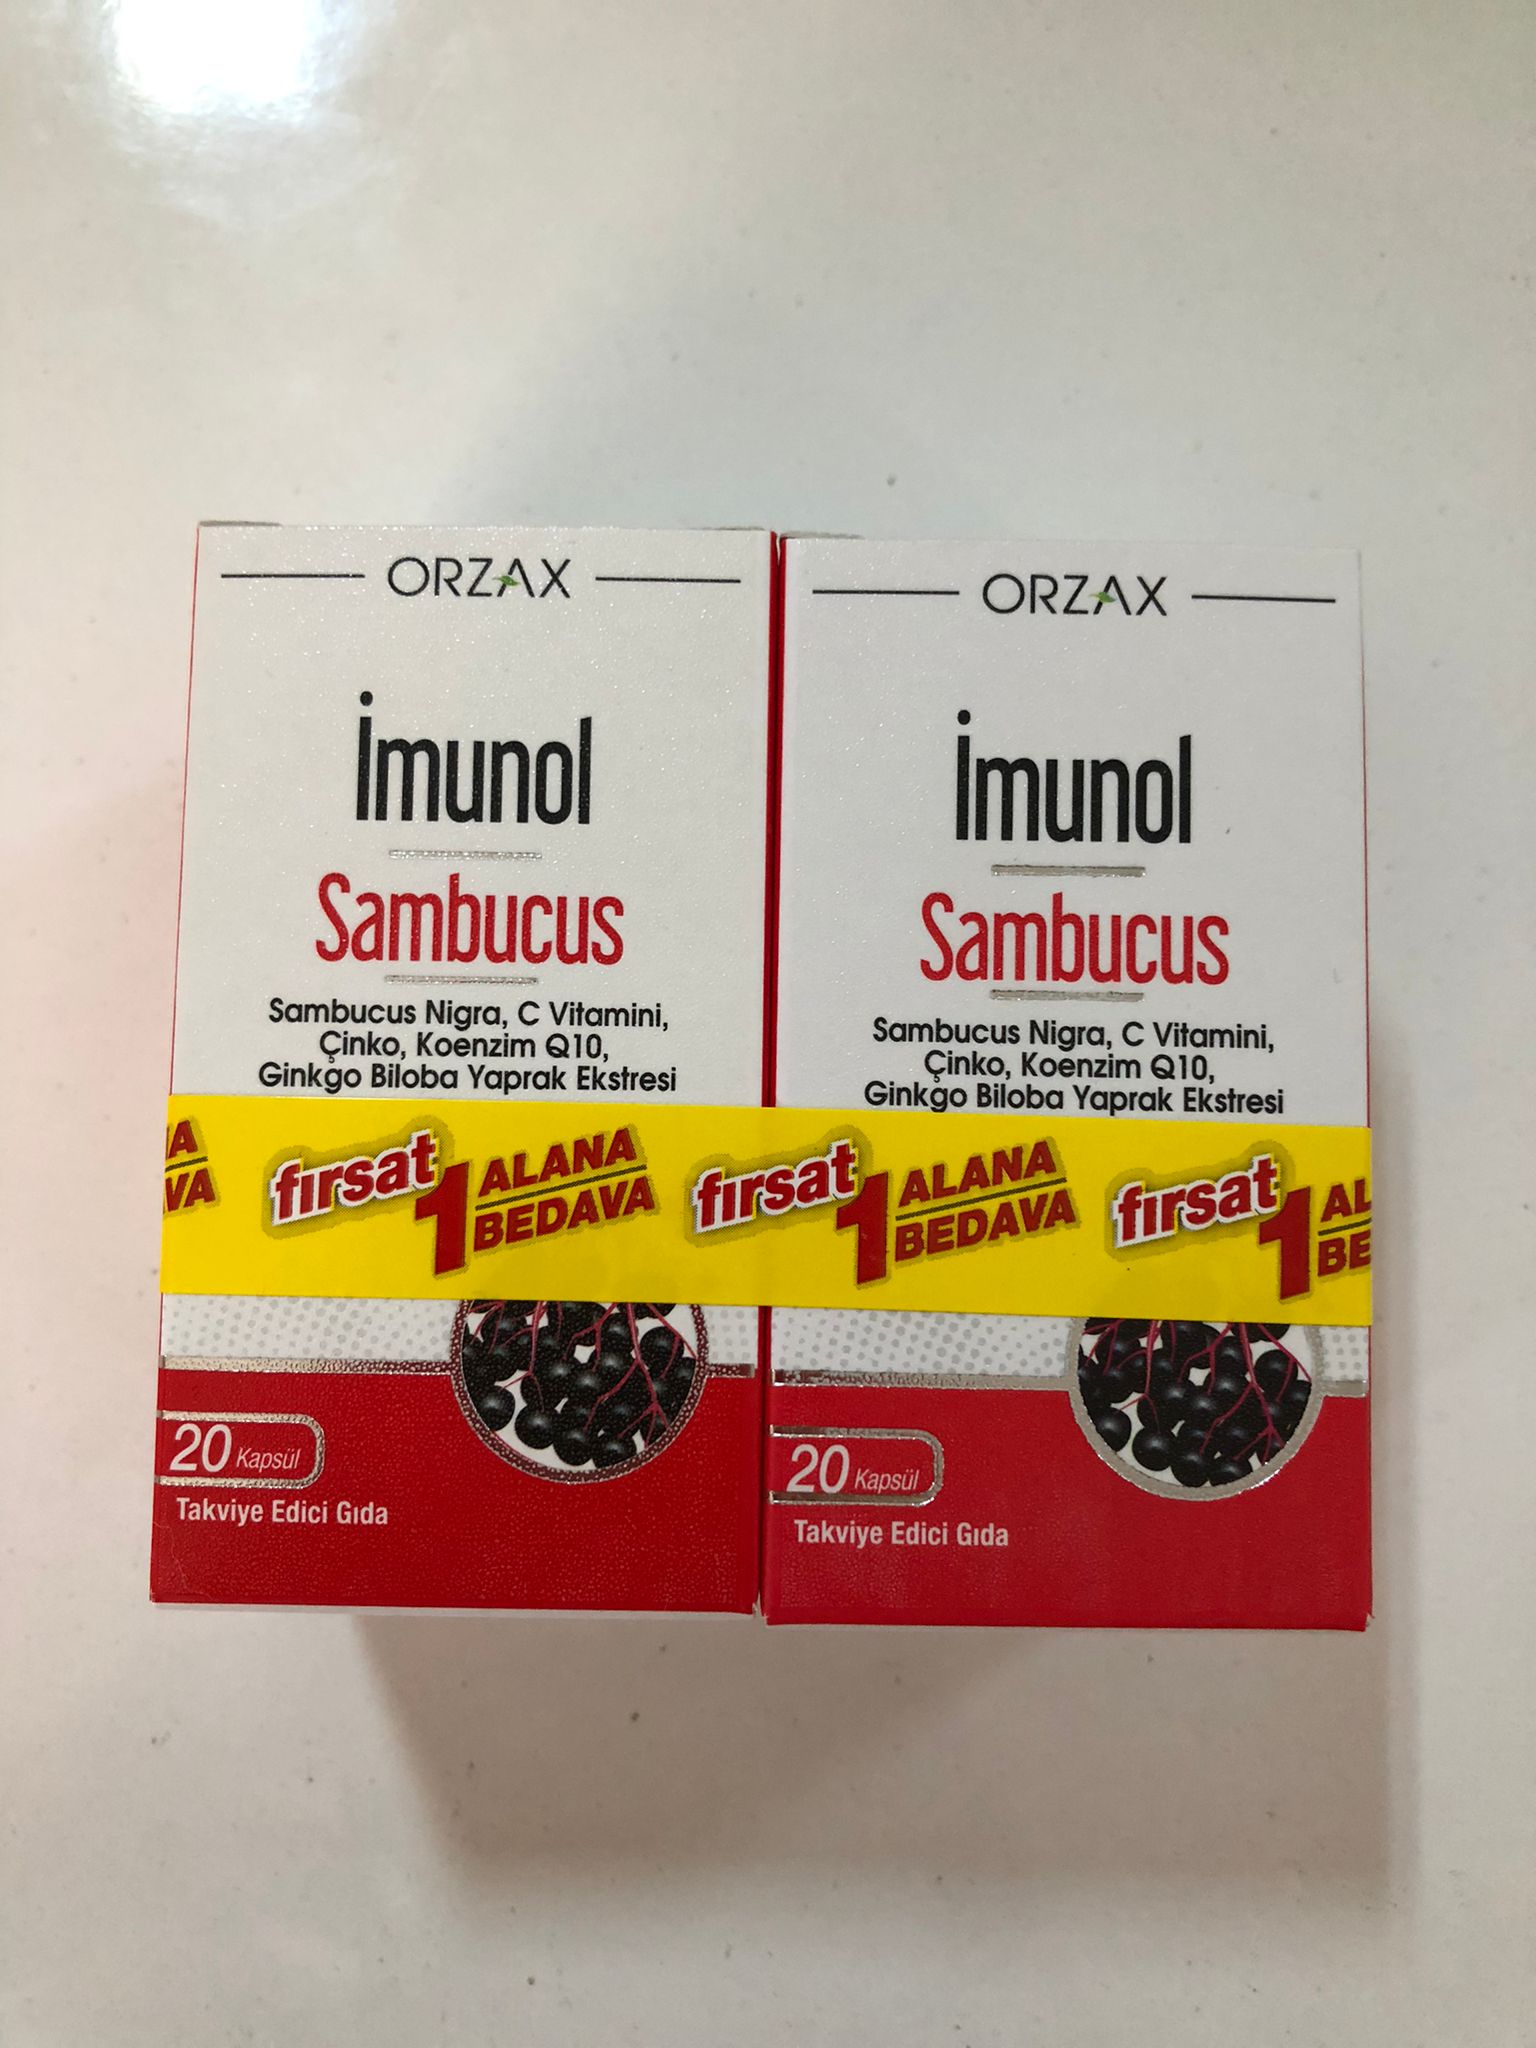 ORZAX
İmunol
Sambucus
Sambucus Nigra, C Vitamini,
Çinko, Koenzim Q10,
Ginkgo Biloba Yaprak Ekstresi
ORZAX
İmunol
Sambucus
Sambucus Nigra, C Vitamini,
Çinko, Koenzim Q10,
Ginkgo Biloba Yaprak Ekstresi
fırsat 1 ALANA
BEDAVA
fırsat 1 ALANA
BEDAVA
fırsat 1 AL
BE
20 Kapsül
Takviye Edici Gıda
20 Kapsül
Takviye Edici Gıda